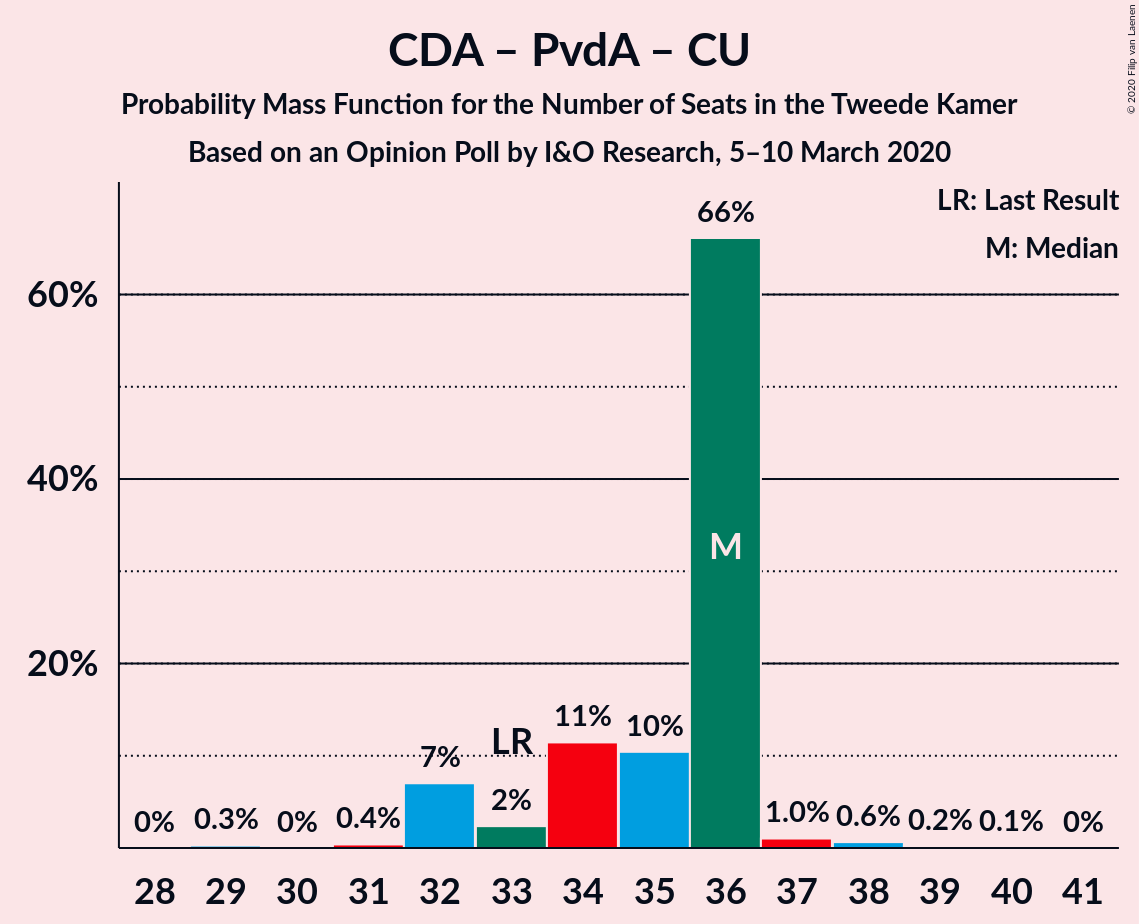 CDA – PvdA – CU
Probability Mass Function for the Number of Seats in the Tweede Kamer
Based on an Opinion Poll by I&O Research, 5–10 March 2020
© 2020 Filip van Laenen
LR: Last Result
M: Median
60%
40%
20%
0% 0.3% 0% 0.4% 7% 2% 11% 10% 66% 1.0% 0.6% 0.2% 0.1% 0%
LR
M
28 29 30 31 32 33 34 35 36 37 38 39 40 41